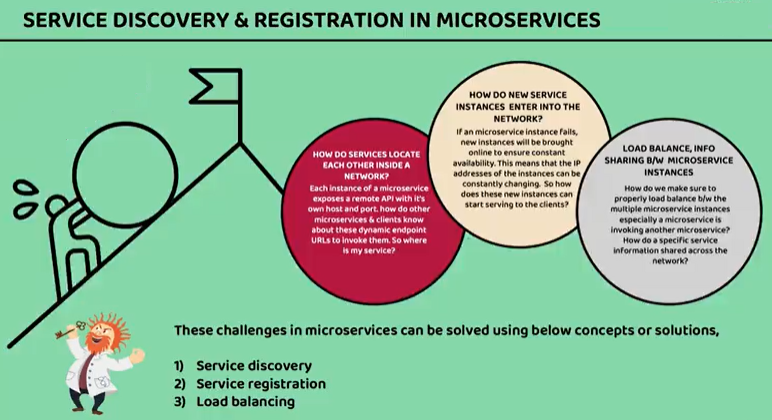 SERVICE DISCOVERY & REGISTRATION IN MICROSERVICES
HOW DO SERVICES LOCATE
EACH OTHER INSIDE A
NETWORK?
Each instance of a microservice
exposes a remote API with it's
own host and port. how do other
microservices & clients know
about these dynamic endpoint
URLs to invoke them. So where
is my service?
HOW DO NEW SERVICE
INSTANCES ENTER INTO THE
NETWORK?
If an microservice instance fails,
new instances will be brought
online to ensure constant
availability. This means that the IP
addresses of the instances can be
constantly changing. So how
does these new instances can
start serving to the clients?
LOAD BALANCE, INFO
SHARING B/W MICROSERVICE
INSTANCES
How do we make sure to
properly load balance b/w the
multiple microservice instances
especially a microservice is
invoking another microservice?
How do a specific service
information shared across the
network?
These challenges in microservices can be solved using below concepts or solutions,
1) Service discovery
2) Service registration
3) Load balancing